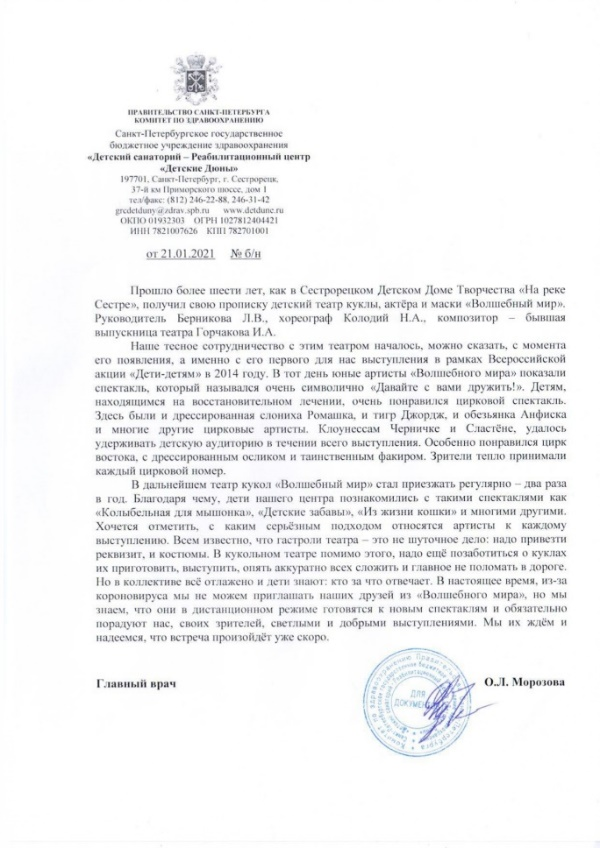 ПРАВИТЕЛЬСТВО САНКТ-ПЕТЕРБУРГА
КОМИТЕТ ПО ЗДРАВООХРАНЕНИЮ
Санкт-Петербургское государственное
бюджетное учреждение здравоохранения
«Детский санаторий – Реабилитационный центр
«Детские Дюны»
197701, Санкт-Петербург, г. Сестрорецк,
37-й км Приморского шоссе, дом 1
тел/факс: (812) 246-22-88, 246-31-42
grcdetduny@zdrav.spb.ru www.detdune.ru
ОКПО 01932303 ОГРН 1027812404421
ИНН 7821007626 КПП 782701001
от 21.01.2021 № б/н
Прошло более шести лет, как в Сестрорецком Детском Доме Творчества «На реке
Сестре», получил свою прописку детский театр куклы, актёра и маски «Волшебный мир».
Руководитель Берникова Л.В., хореограф Колодий Н.А., композитор – бывшая
выпускница театра Горчакова И.А.
Наше тесное сотрудничество с этим театром началось, можно сказать, с момента
его появления, а именно с его первого для нас выступления в рамках Всероссийской
акции «Дети-детям» в 2014 году. В тот день юные артисты «Волшебного мира» показали
спектакль, который назывался очень символично «Давайте с вами дружить!». Детям,
находящимся на восстановительном лечении, очень понравился цирковой спектакль.
Здесь были и дрессированная слониха Ромашка, и тигр Джордж, и обезьянка Анфиска
и многие другие цирковые артисты. Клоунессам Черничке и Сластёне, удалось
удерживать детскую аудиторию в течении всего выступления. Особенно понравился цирк
востока, с дрессированным осликом и таинственным факиром. Зрители тепло принимали
каждый цирковой номер.
В дальнейшем театр кукол «Волшебный мир» стал приезжать регулярно – два раза
в год. Благодаря чему, дети нашего центра познакомились с такими спектаклями как
«Колыбельная для мышонка», «Детские забавы», «Из жизни кошки» и многими другими.
Хочется отметить, с каким серьёзным подходом относятся артисты к каждому
выступлению. Всем известно, что гастроли театра – это не шуточное дело: надо привезти
реквизит, и костюмы. В кукольном театре помимо этого, надо ещё позаботиться о куклах
их приготовить, выступить, опять аккуратно всех сложить и главное не поломать в дороге.
Но в коллективе всё отлажено и дети знают: кто за что отвечает. В настоящее время, из-за
короновируса мы не можем приглашать наших друзей из «Волшебного мира», но мы
знаем, что они в дистанционном режиме готовятся к новым спектаклям и обязательно
порадуют нас, своих зрителей, светлыми и добрыми выступлениями. Мы их ждём и
надеемся, что встреча произойдёт уже скоро.
Главный врач О.Л. Морозова
ДЛЯ